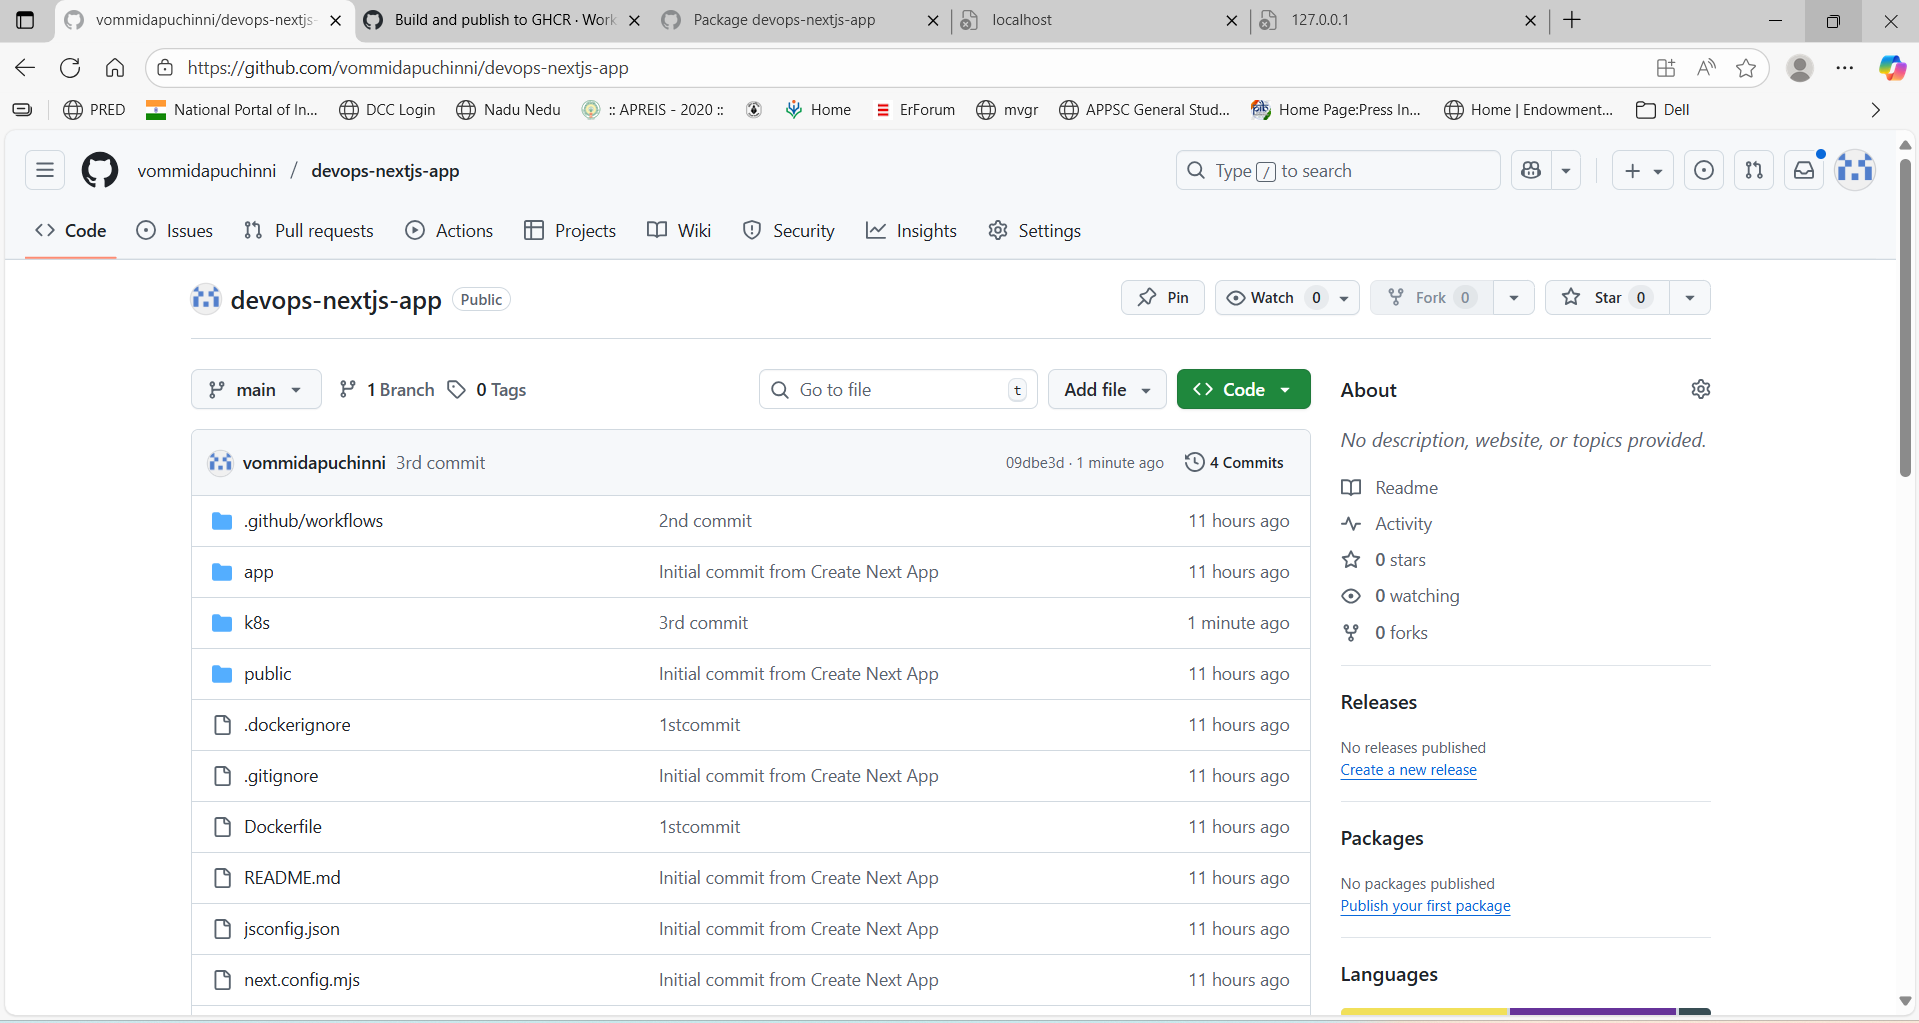 vommidapuchinni/devops-nextjs-
Build and publish to GHCR · Work
Package devops-nextjs-app
localhost
127.0.0.1
https://github.com/vommidapuchinni/devops-nextjs-app
PRED
National Portal of In...
DCC Login
Nadu Nedu
:: APREIS - 2020 ::
Home
ErForum
mvgr
APPSC General Stud...
Home Page:Press In...
Home | Endowment...
Dell
vommidapuchinni / devops-nextjs-app
Type / to search
Code
Issues
Pull requests
Actions
Projects
Wiki
Security
Insights
Settings
devops-nextjs-app Public
Pin
Watch 0
Fork 0
Star 0
main
1 Branch
0 Tags
Go to file t
Add file
Code
vommidapuchinni 3rd commit 09dbe3d · 1 minute ago 4 Commits
.github/workflows 2nd commit 11 hours ago
app Initial commit from Create Next App 11 hours ago
k8s 3rd commit 1 minute ago
public Initial commit from Create Next App 11 hours ago
.dockerignore 1stcommit 11 hours ago
.gitignore Initial commit from Create Next App 11 hours ago
Dockerfile 1stcommit 11 hours ago
README.md Initial commit from Create Next App 11 hours ago
jsconfig.json Initial commit from Create Next App 11 hours ago
next.config.mjs Initial commit from Create Next App 11 hours ago
About
No description, website, or topics provided.
Readme
Activity
0 stars
0 watching
0 forks
Releases
No releases published
Create a new release
Packages
No packages published
Publish your first package
Languages